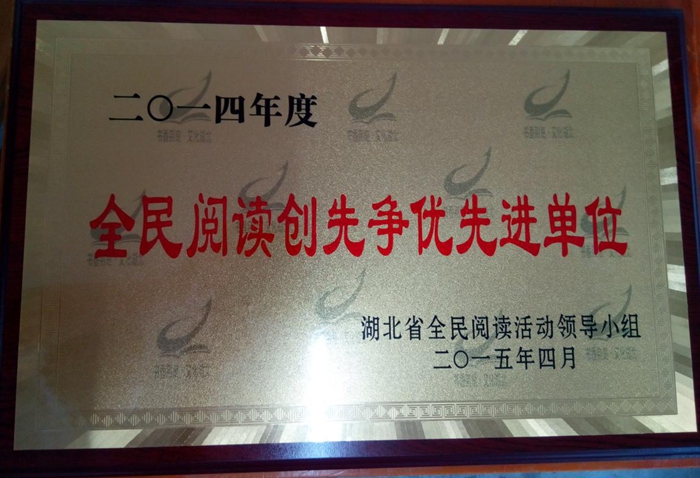 二〇一四年度
全民阅读创先争优先进单位
湖北省全民阅读活动领导小组
二〇一五年四月